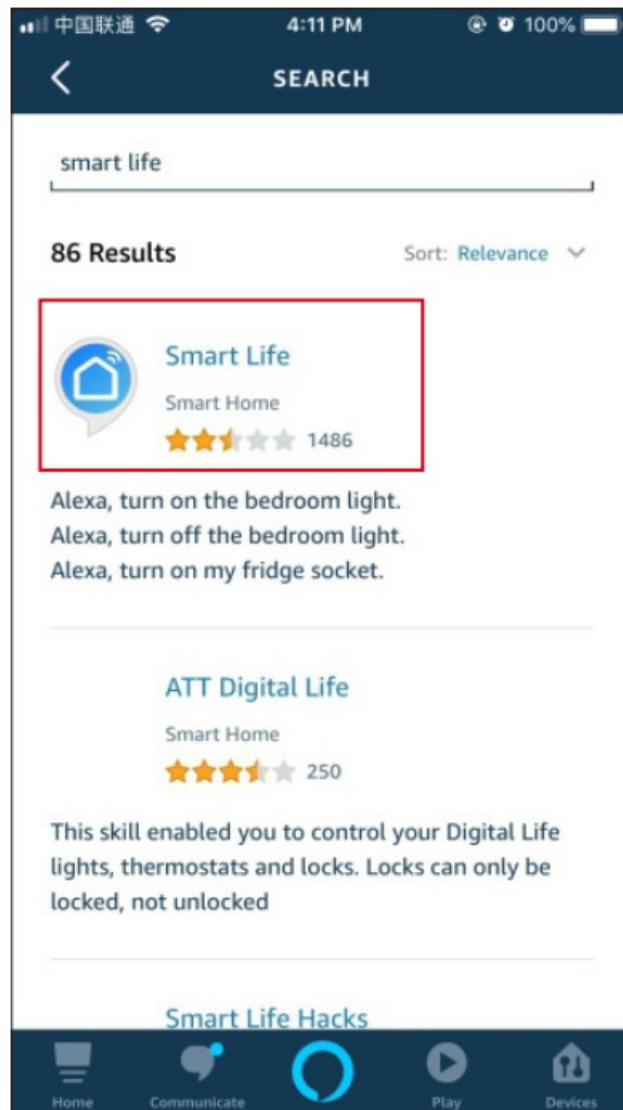 中国联通
4:11 PM
100%
SEARCH
smart life
86 Results
Sort: Relevance
Smart Life
Smart Home
1486
Alexa, turn on the bedroom light.
Alexa, turn off the bedroom light.
Alexa, turn on my fridge socket.
ATT Digital Life
Smart Home
250
This skill enabled you to control your Digital Life
lights, thermostats and locks. Locks can only be
locked, not unlocked
Smart Life Hacks
Home
Communicate
Play
Devices